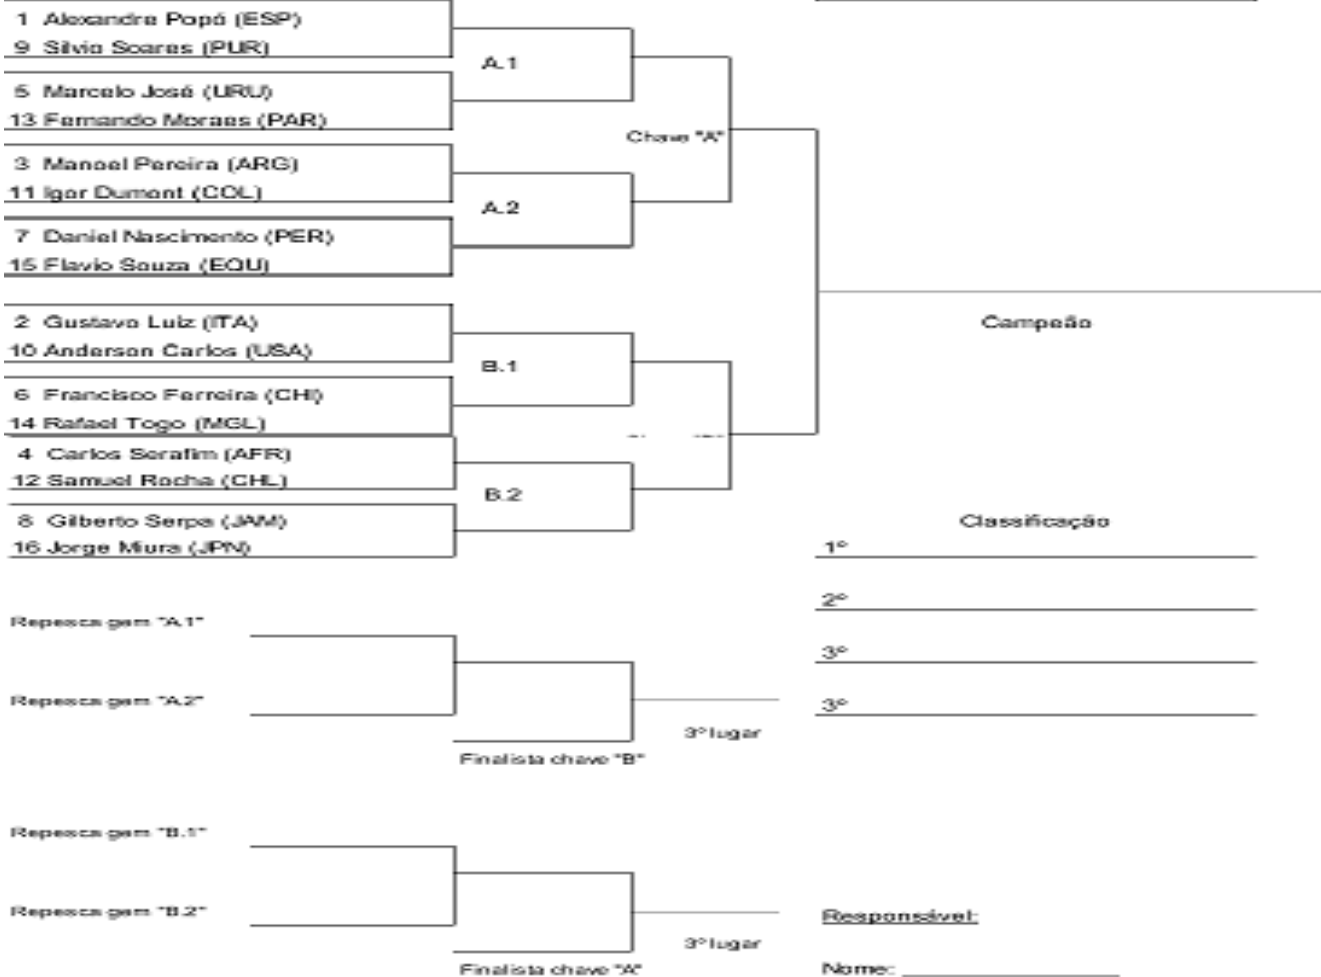 1 Alexandre Popó (ESP)
9 Silvio Soares (PUR)
A.1
5 Marcelo José (URU)
13 Fernando Moraes (PAR)
Chave "A"
3 Manoel Pereira (ARG)
11 Igor Dumont (COL)
A.2
7 Daniel Nascimento (PER)
15 Flavio Souza (EQU)
2 Gustavo Luiz (ITA)
Campeão
10 Anderson Carlos (USA)
B.1
6 Francisco Ferreira (CHI)
14 Rafael Togo (MGL)
4 Carlos Serafim (AFR)
12 Samuel Rocha (CHL)
B.2
8 Gilberto Serpa (JAM)
Classificação
16 Jorge Miura (JPN)
1º
2º
Repescagem "A.1"
3º
Repescagem "A.2"
3º
3º lugar
Finalista chave "B"
Repescagem "B.1"
Repescagem "B.2"
Responsável:
3º lugar
Finalista chave "A"
Nome: